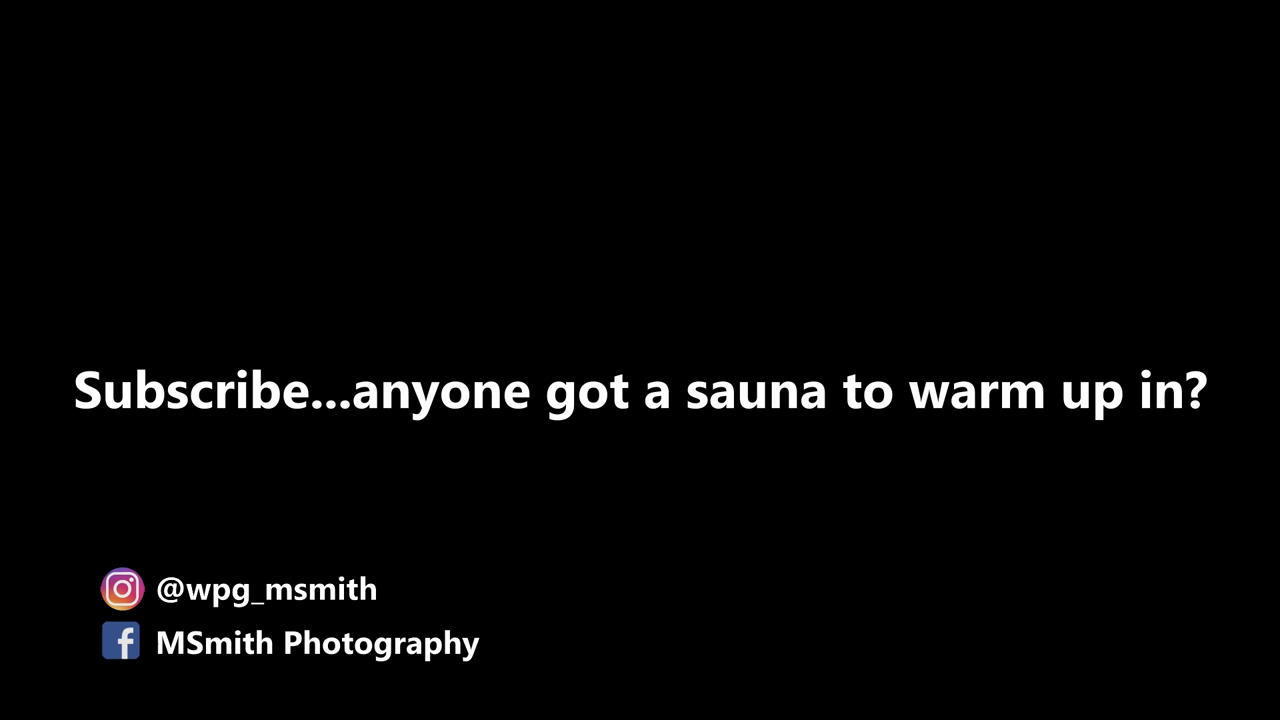 Subscribe...anyone got a sauna to warm up in?
@wpg_msmith
MSmith Photography